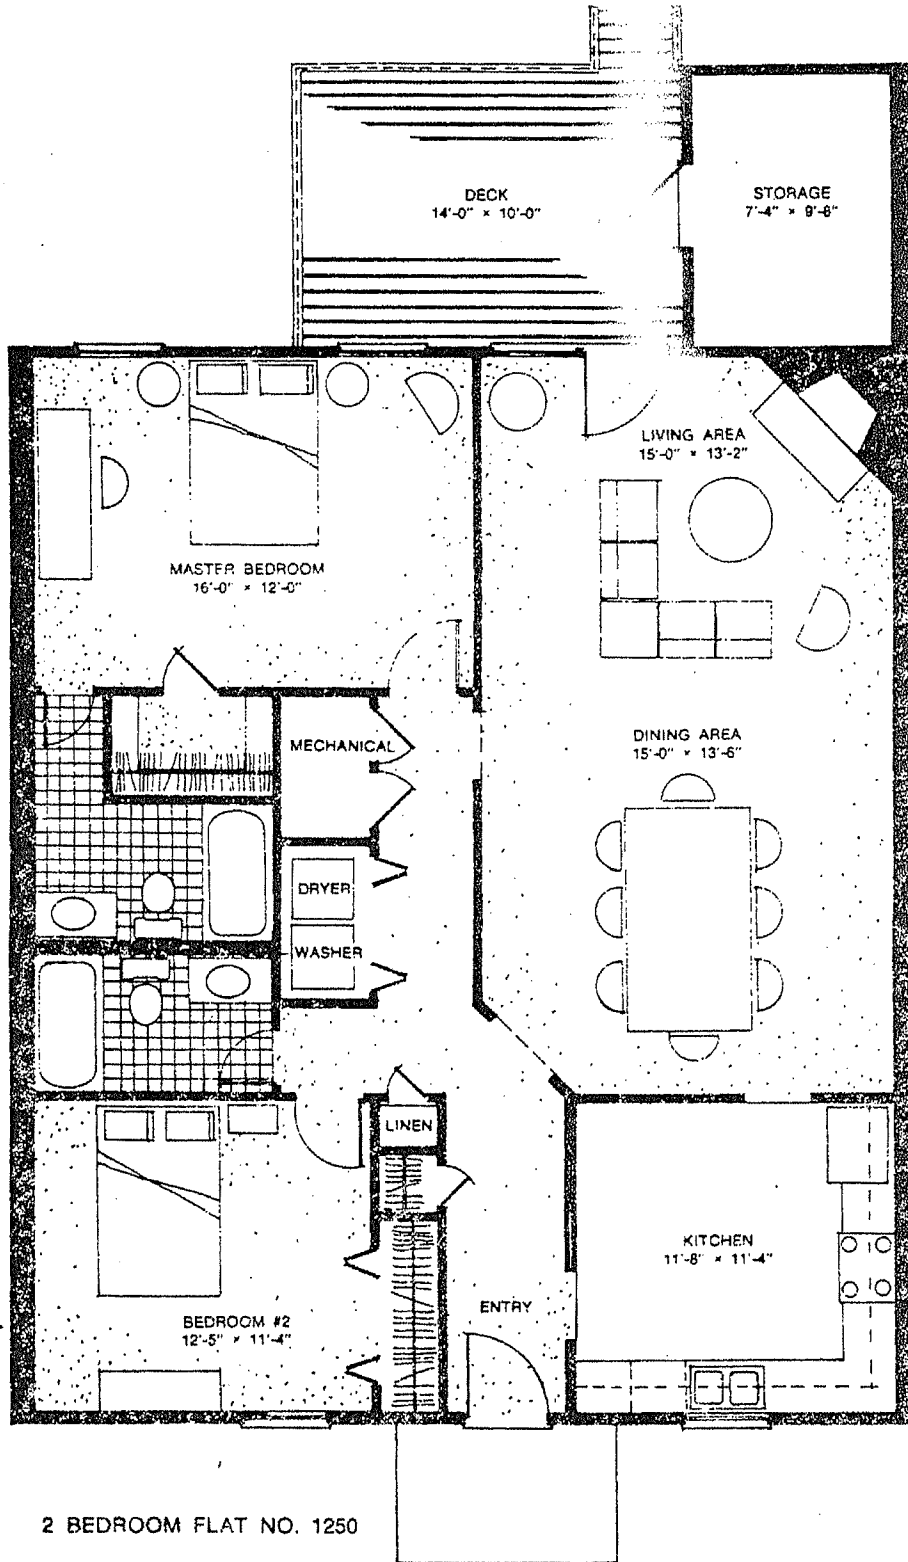 DECK
14'-0" × 10'-0"
STORAGE
7'-4" × 9'-8"
LIVING AREA
15'-0" × 13'-2"
MASTER BEDROOM
16'-0" × 12'-0"
MECHANICAL
DINING AREA
15'-0" × 13'-6"
DRYER
WASHER
LINEN
KITCHEN
11'-8" × 11'-4"
ENTRY
BEDROOM #2
12'-5" × 11'-4"
2 BEDROOM FLAT NO. 1250